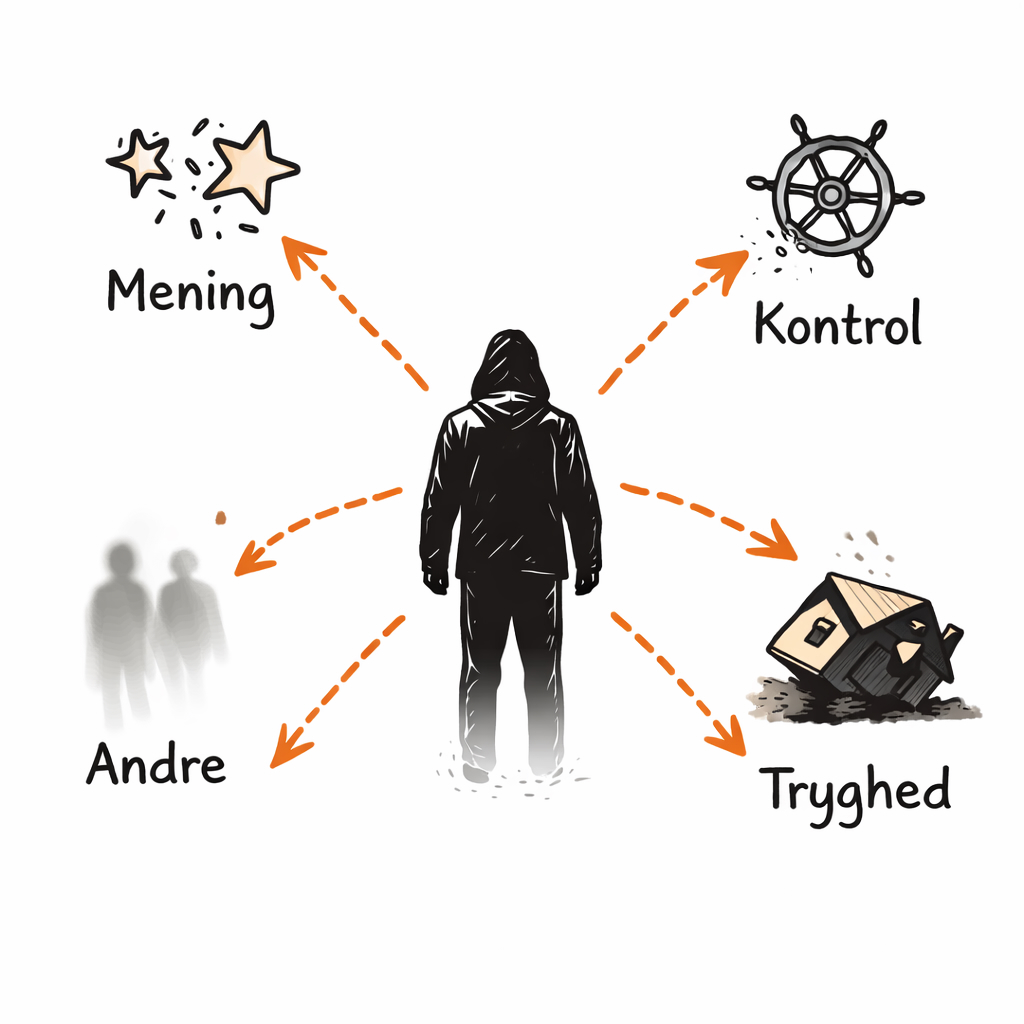 Mening
Kontrol
Andre
Tryghed